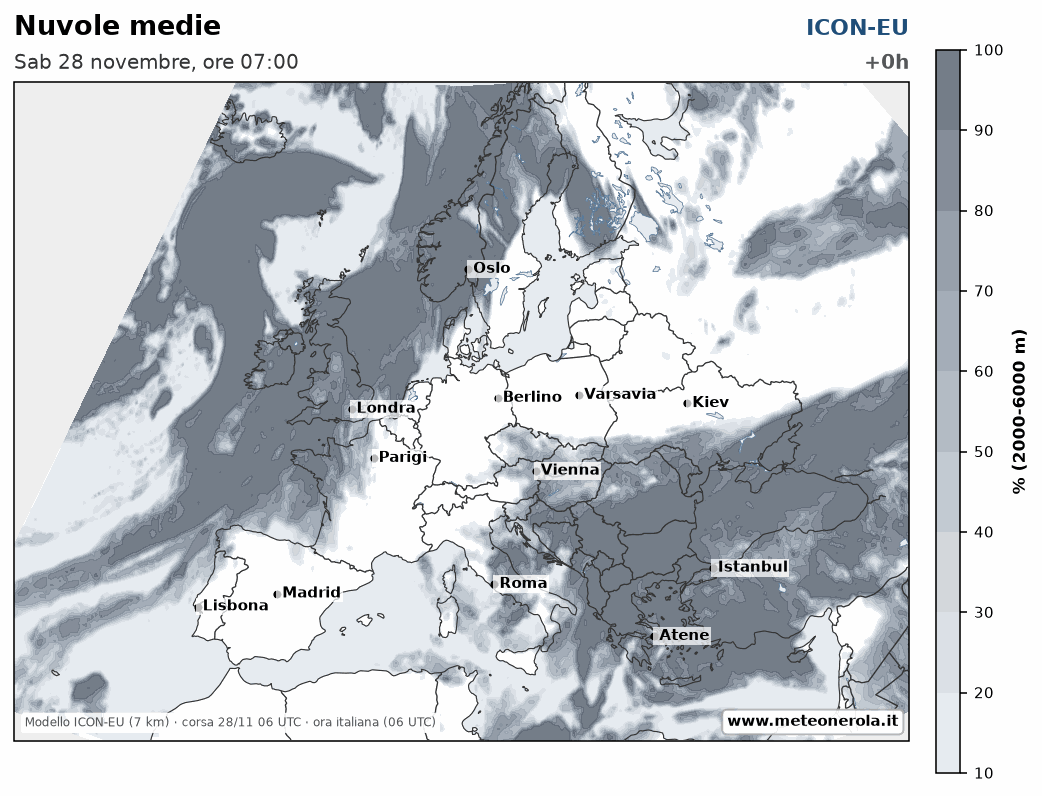 Nuvole medie
ICON-EU
Sab 28 novembre, ore 07:00
+0h
100
90
80
70
60
50
40
30
20
10
% (2000-6000 m)
Oslo
Berlino
Varsavia
Kiev
Londra
Parigi
Vienna
Istanbul
Roma
Madrid
Lisbona
Atene
Modello ICON-EU (7 km) · corsa 28/11 06 UTC · ora italiana (06 UTC)
www.meteonerola.it